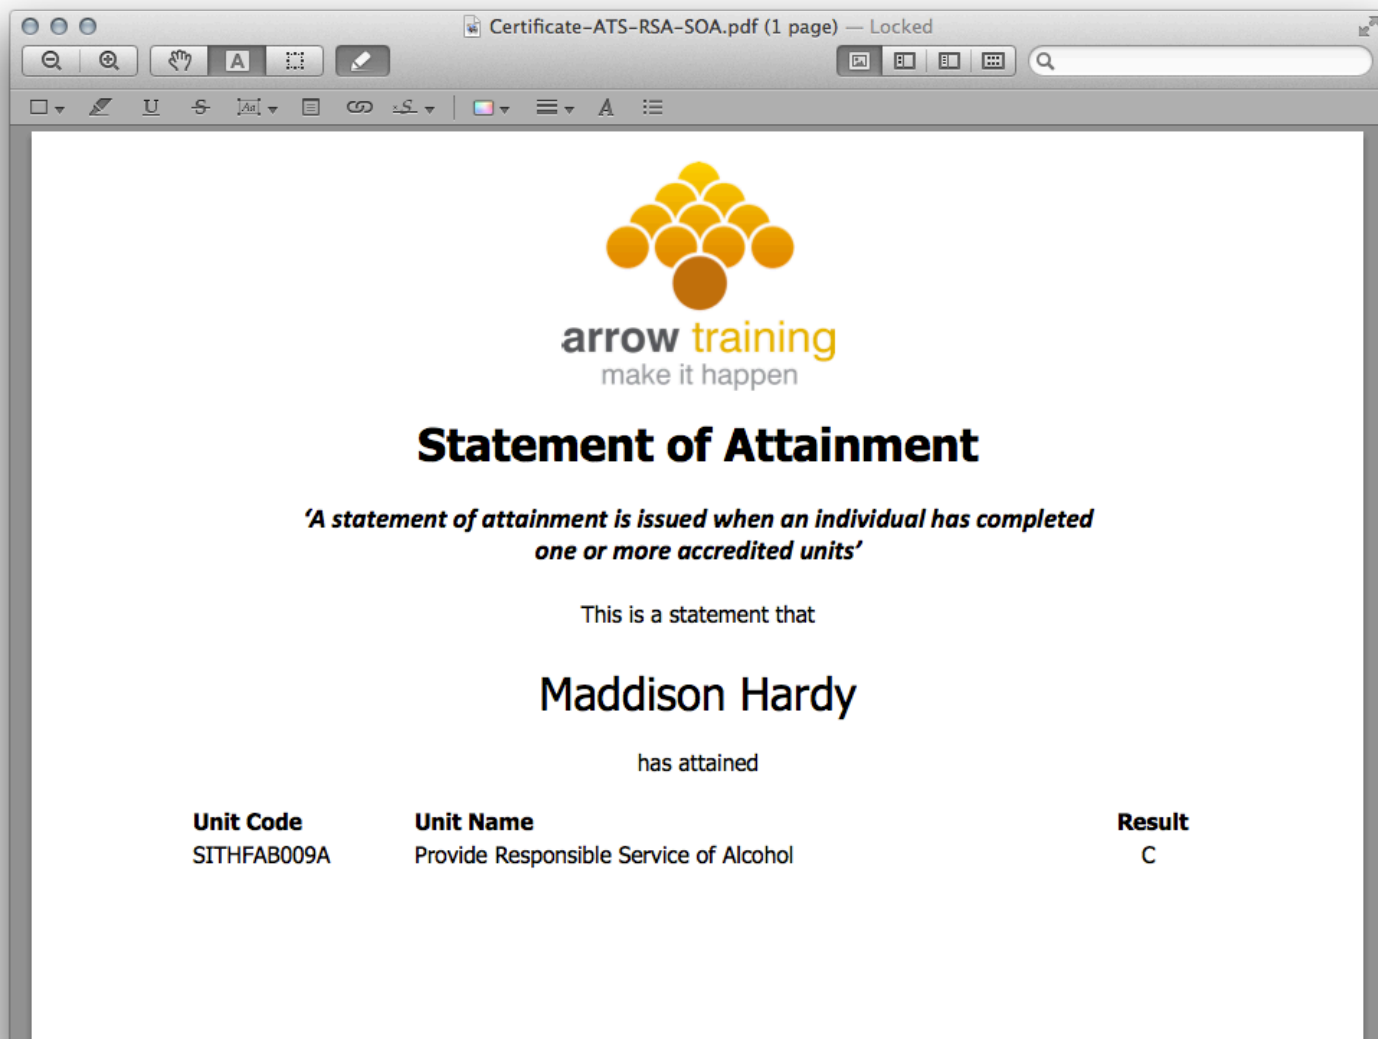 Certificate-ATS-RSA-SOA.pdf (1 page) — Locked
arrow training
make it happen
Statement of Attainment
‘A statement of attainment is issued when an individual has completed
one or more accredited units’
This is a statement that
Maddison Hardy
has attained
Unit Code Unit Name Result
SITHFAB009A Provide Responsible Service of Alcohol C